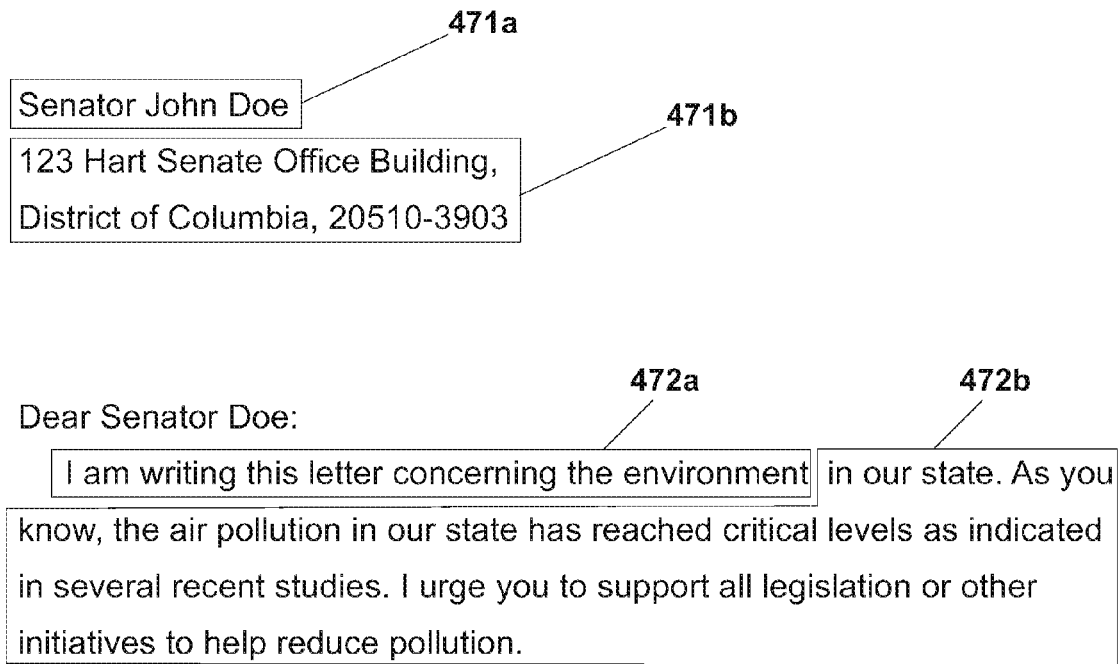 471a
Senator John Doe
471b
123 Hart Senate Office Building,
District of Columbia, 20510-3903
472a
472b
Dear Senator Doe:
I am writing this letter concerning the environment in our state. As you
know, the air pollution in our state has reached critical levels as indicated
in several recent studies. I urge you to support all legislation or other
initiatives to help reduce pollution.